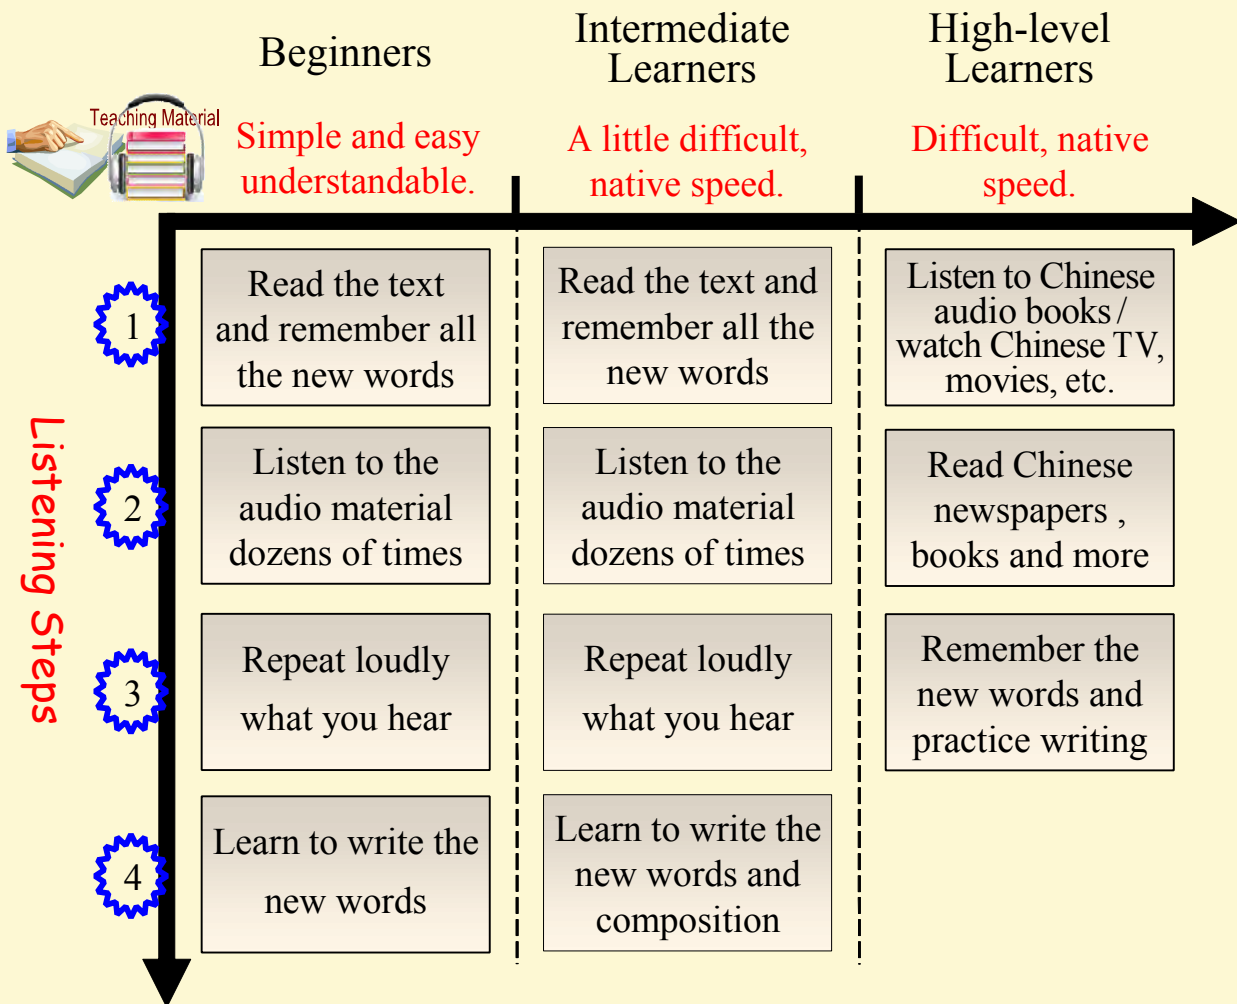 Beginners
Intermediate
Learners
High-level
Learners
Teaching Material
Simple and easy
understandable.
A little difficult,
native speed.
Difficult, native
speed.
Listening Steps
1
Read the text
and remember all
the new words
Read the text and
remember all the
new words
Listen to Chinese
audio books /
watch Chinese TV,
movies, etc.
2
Listen to the
audio material
dozens of times
Listen to the
audio material
dozens of times
Read Chinese
newspapers ,
books and more
3
Repeat loudly
what you hear
Repeat loudly
what you hear
Remember the
new words and
practice writing
4
Learn to write the
new words
Learn to write the
new words and
composition